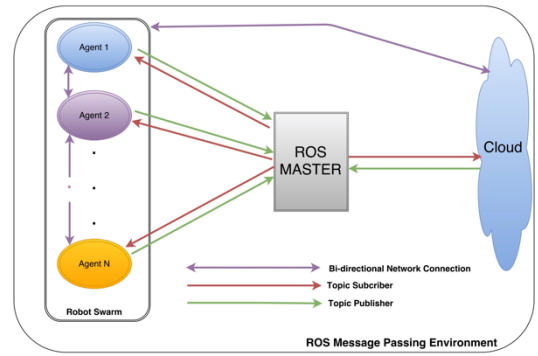 Agent 1
Agent 2
Agent N
Robot Swarm
ROS
MASTER
Cloud
Bi-directional Network Connection
Topic Subcriber
Topic Publisher
ROS Message Passing Environment